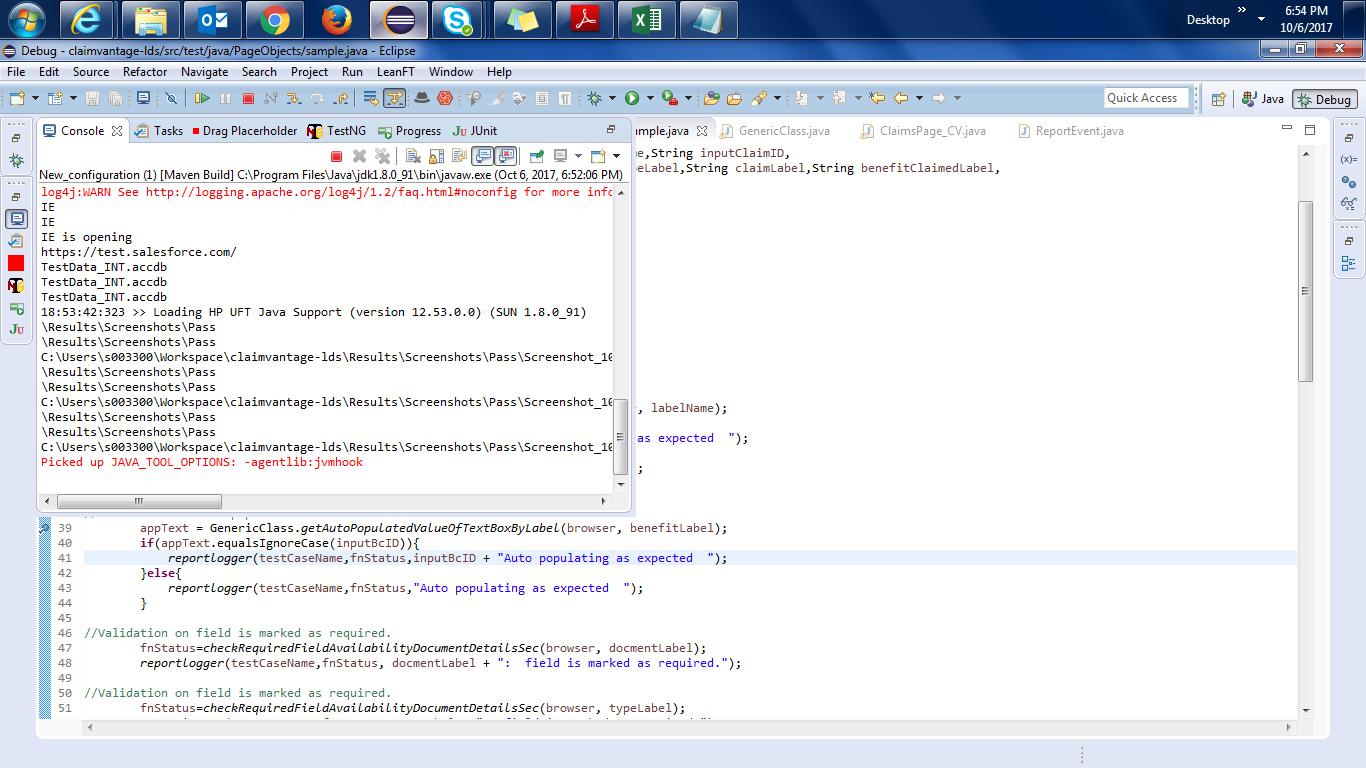 Desktop
»
6:54 PM
10/6/2017
Debug - claimvantage-lds/src/test/java/PageObjects/sample.java - Eclipse
File Edit Source Refactor Navigate Search Project Run LeanFT Window Help
Quick Access
Java
Debug
Console Tasks Drag Placeholder TestNG Progress JUnit
mple.java GenericClass.java ClaimsPage_CV.java ReportEvent.java
New_configuration (1) [Maven Build] C:\Program Files\Java\jdk1.8.0_91\bin\javaw.exe (Oct 6, 2017, 6:52:06 PM)
log4j:WARN See http://logging.apache.org/log4j/1.2/faq.html#noconfig for more info
IE
IE
IE is opening
https://test.salesforce.com/
TestData_INT.accdb
TestData_INT.accdb
TestData_INT.accdb
18:53:42:323 >> Loading HP UFT Java Support (version 12.53.0.0) (SUN 1.8.0_91)
\Results\Screenshots\Pass
\Results\Screenshots\Pass
C:\Users\s003300\Workspace\claimvantage-lds\Results\Screenshots\Pass\Screenshot_10
\Results\Screenshots\Pass
\Results\Screenshots\Pass
C:\Users\s003300\Workspace\claimvantage-lds\Results\Screenshots\Pass\Screenshot_10
\Results\Screenshots\Pass
\Results\Screenshots\Pass
C:\Users\s003300\Workspace\claimvantage-lds\Results\Screenshots\Pass\Screenshot_10
Picked up JAVA_TOOL_OPTIONS: -agentlib:jvmhook
e,String inputClaimID,
eLabel,String claimLabel,String benefitClaimedLabel,
, labelName);
as expected  ");
;
39 appText = GenericClass.getAutoPopulatedValueOfTextBoxByLabel(browser, benefitLabel);
40 if(appText.equalsIgnoreCase(inputBcID)){
41 reportlogger(testCaseName,fnStatus,inputBcID + "Auto populating as expected  ");
42 }else{
43 reportlogger(testCaseName,fnStatus,"Auto populating as expected  ");
44 }
45
46 //Validation on field is marked as required.
47 fnStatus=checkRequiredFieldAvailabilityDocumentDetailsSec(browser, docmentLabel);
48 reportlogger(testCaseName,fnStatus, docmentLabel + ":  field is marked as required.");
49
50 //Validation on field is marked as required.
51 fnStatus=checkRequiredFieldAvailabilityDocumentDetailsSec(browser, typeLabel);